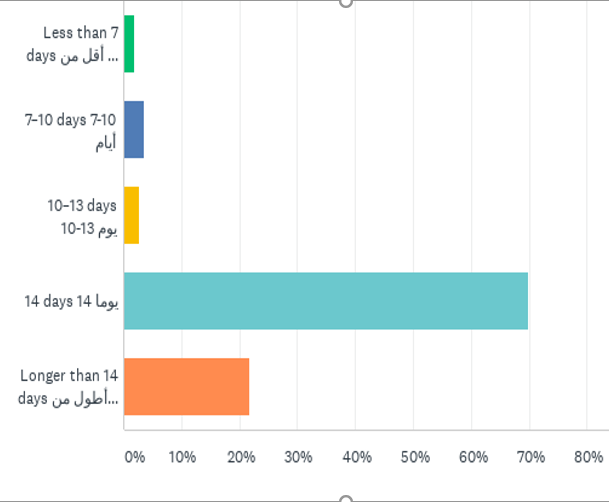 Less than 7
days أقل من ...
7-10 days 7-10
أيام
10-13 days
10-13 يوم
14 days 14 يوما
Longer than 14
days أطول من...
0% 10% 20% 30% 40% 50% 60% 70% 80%